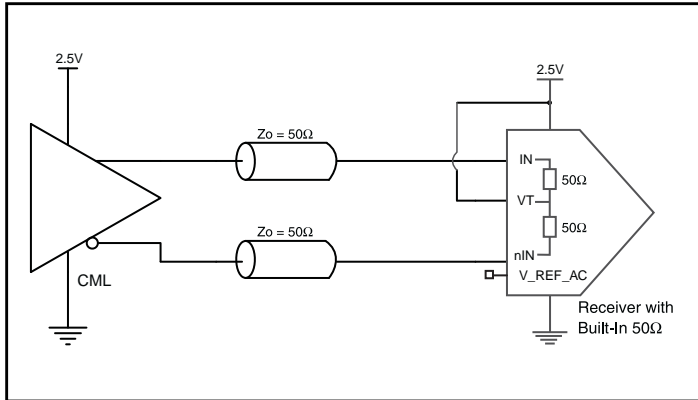 2.5V
2.5V
Zo = 50Ω
IN
50Ω
VT
50Ω
Zo = 50Ω
nIN
V_REF_AC
CML
Receiver with
Built-In 50Ω